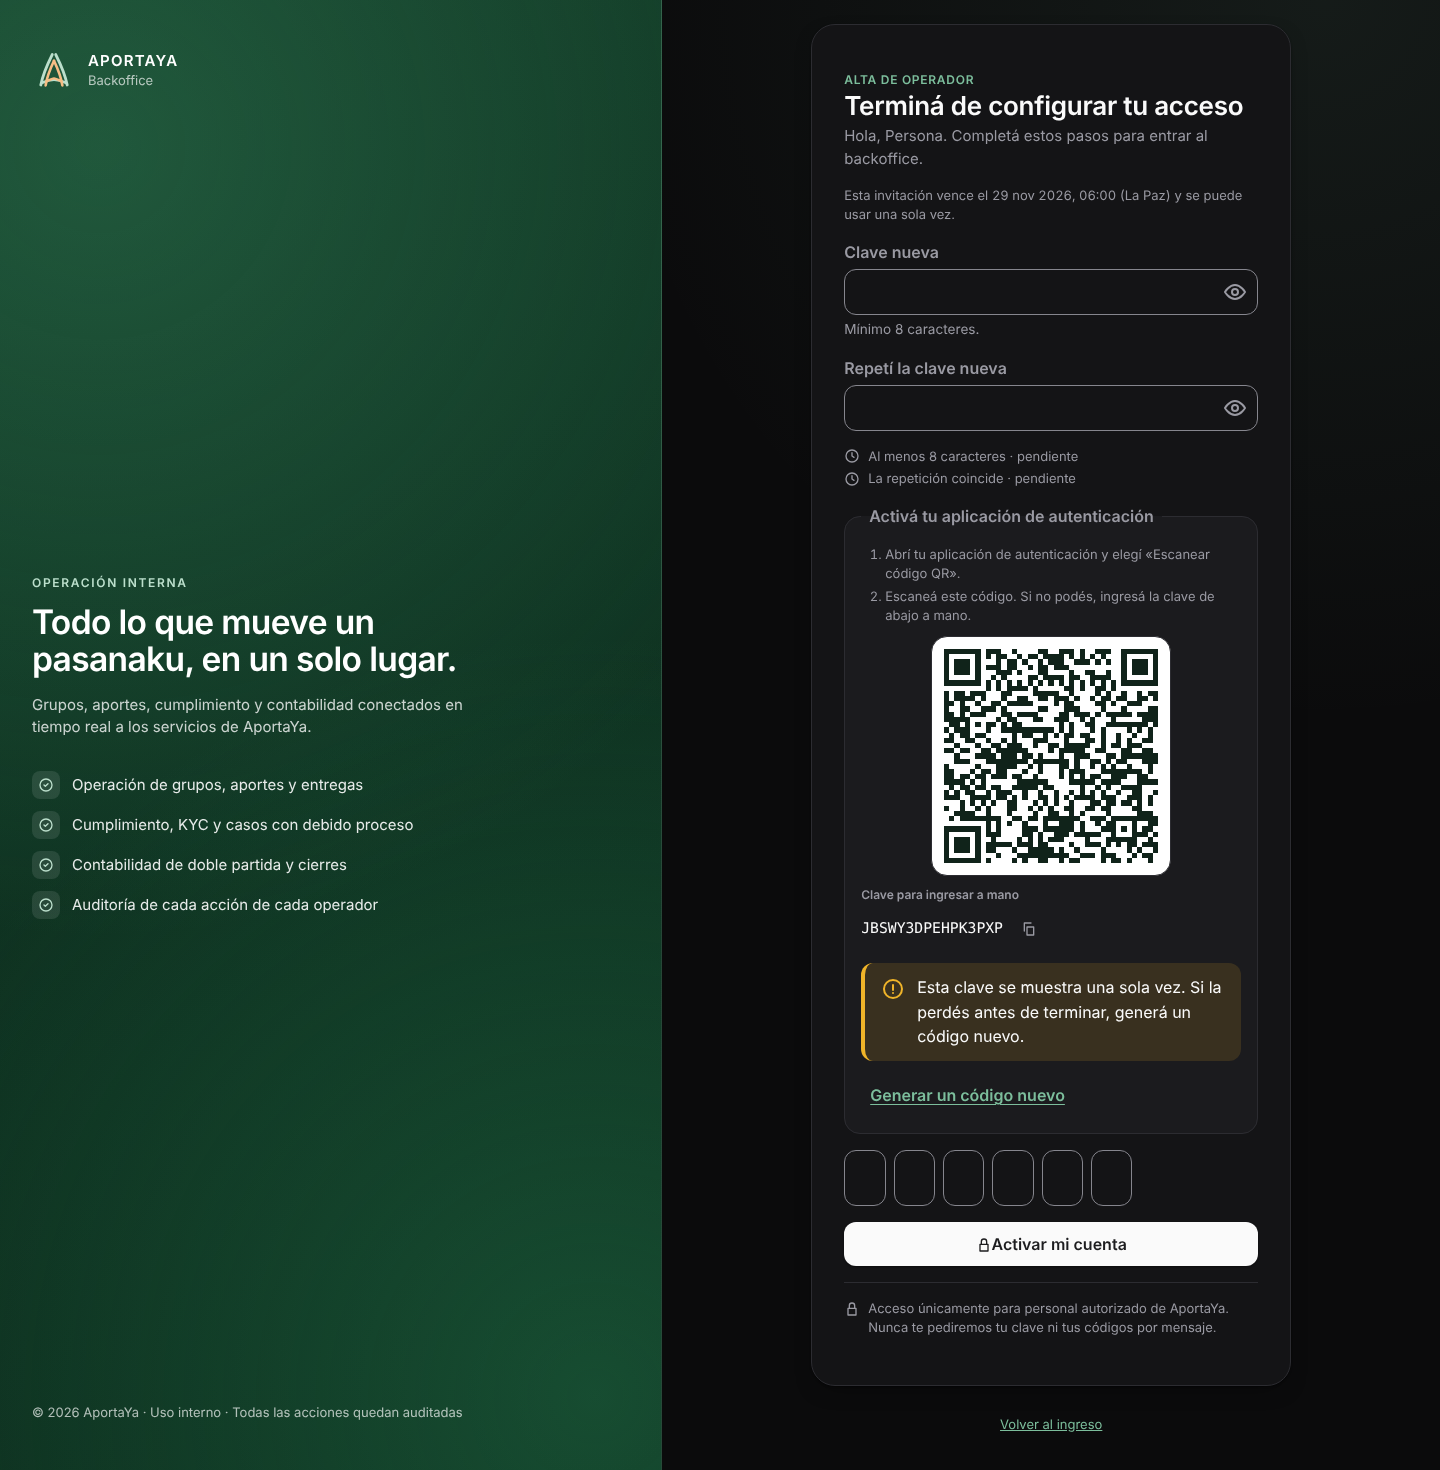 APORTAYA
Backoffice
OPERACIÓN INTERNA
Todo lo que mueve un
pasanaku, en un solo lugar.
Grupos, aportes, cumplimiento y contabilidad conectados en
tiempo real a los servicios de AportaYa.
Operación de grupos, aportes y entregas
Cumplimiento, KYC y casos con debido proceso
Contabilidad de doble partida y cierres
Auditoría de cada acción de cada operador
© 2026 AportaYa · Uso interno · Todas las acciones quedan auditadas
ALTA DE OPERADOR
Terminá de configurar tu acceso
Hola, Persona. Completá estos pasos para entrar al
backoffice.
Esta invitación vence el 29 nov 2026, 06:00 (La Paz) y se puede
usar una sola vez.
Clave nueva
Mínimo 8 caracteres.
Repetí la clave nueva
Al menos 8 caracteres · pendiente
La repetición coincide · pendiente
Activá tu aplicación de autenticación
1. Abrí tu aplicación de autenticación y elegí «Escanear
código QR».
2. Escaneá este código. Si no podés, ingresá la clave de
abajo a mano.
Clave para ingresar a mano
JBSWY3DPEHPK3PXP
Esta clave se muestra una sola vez. Si la
perdés antes de terminar, generá un
código nuevo.
Generar un código nuevo
Activar mi cuenta
Acceso únicamente para personal autorizado de AportaYa.
Nunca te pediremos tu clave ni tus códigos por mensaje.
Volver al ingreso